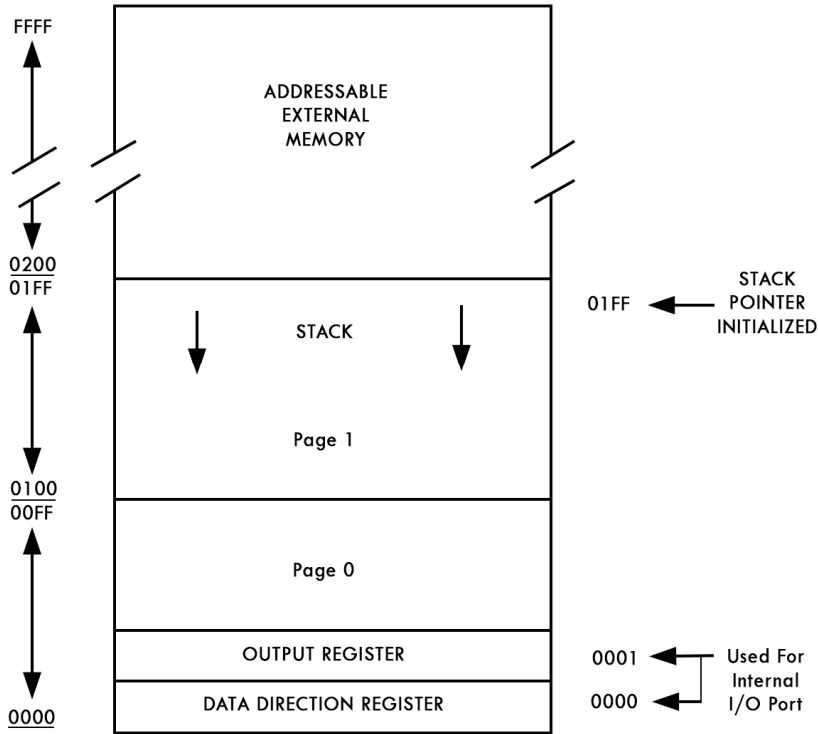 FFFF
ADDRESSABLE
EXTERNAL
MEMORY
0200
01FF
STACK
01FF
STACK
POINTER
INITIALIZED
Page 1
0100
00FF
Page 0
OUTPUT REGISTER
0001
Used For
Internal
I/O Port
DATA DIRECTION REGISTER
0000
0000